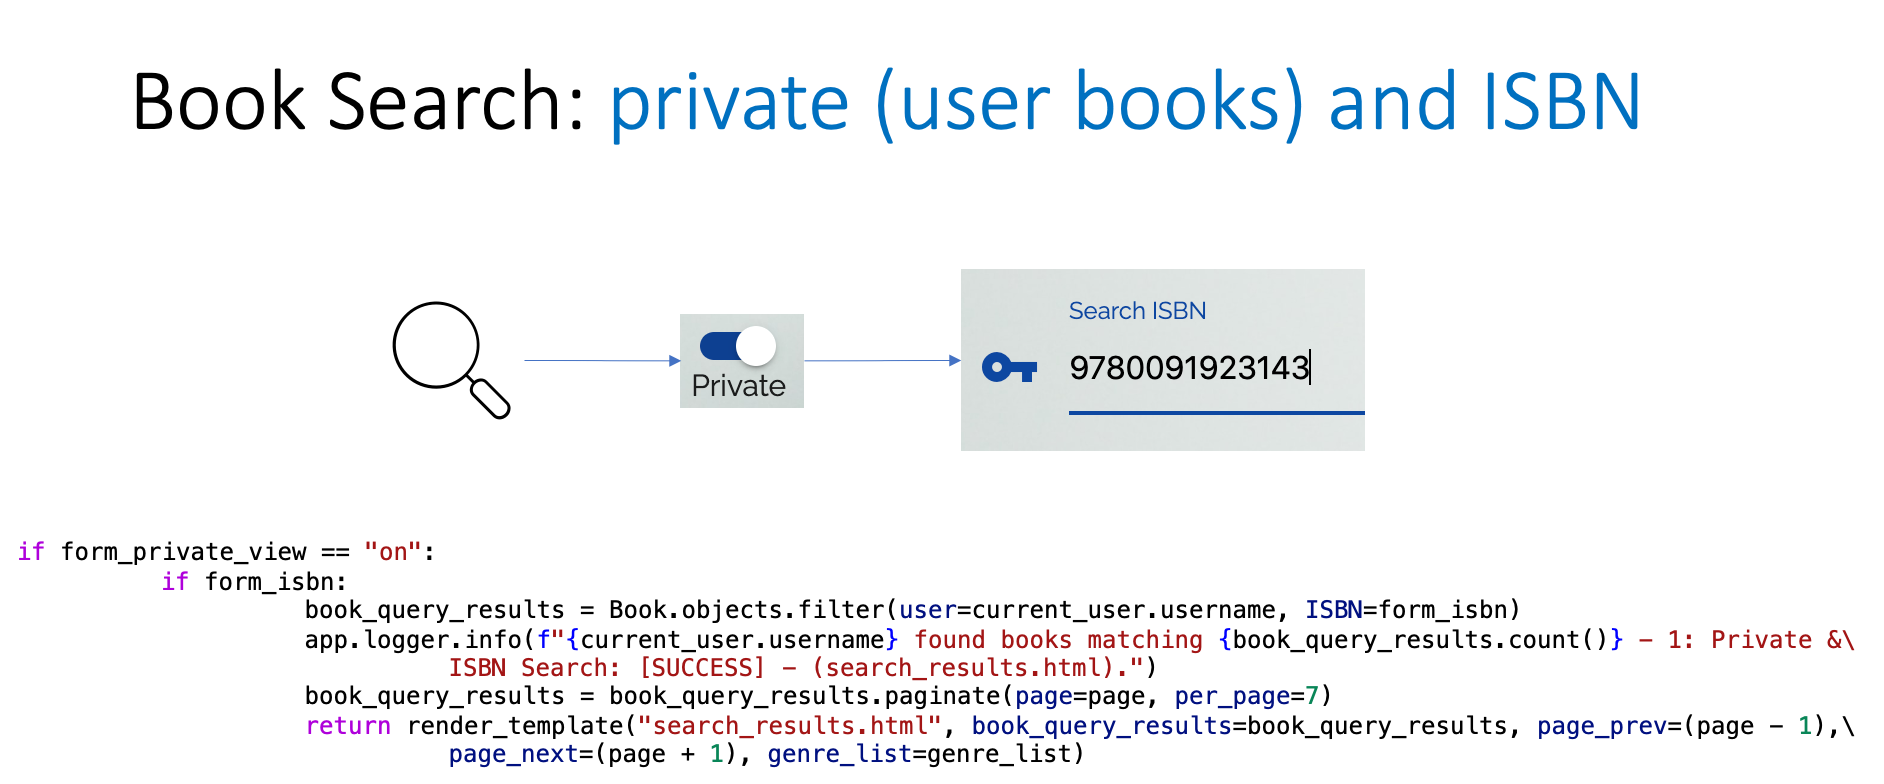 Book Search: private (user books) and ISBN
Private
Search ISBN
9780091923143
if form_private_view == "on":
if form_isbn:
book_query_results = Book.objects.filter(user=current_user.username, ISBN=form_isbn)
app.logger.info(f"{current_user.username} found books matching {book_query_results.count()} – 1: Private &\
ISBN Search: [SUCCESS] – (search_results.html).")
book_query_results = book_query_results.paginate(page=page, per_page=7)
return render_template("search_results.html", book_query_results=book_query_results, page_prev=(page – 1),\
page_next=(page + 1), genre_list=genre_list)